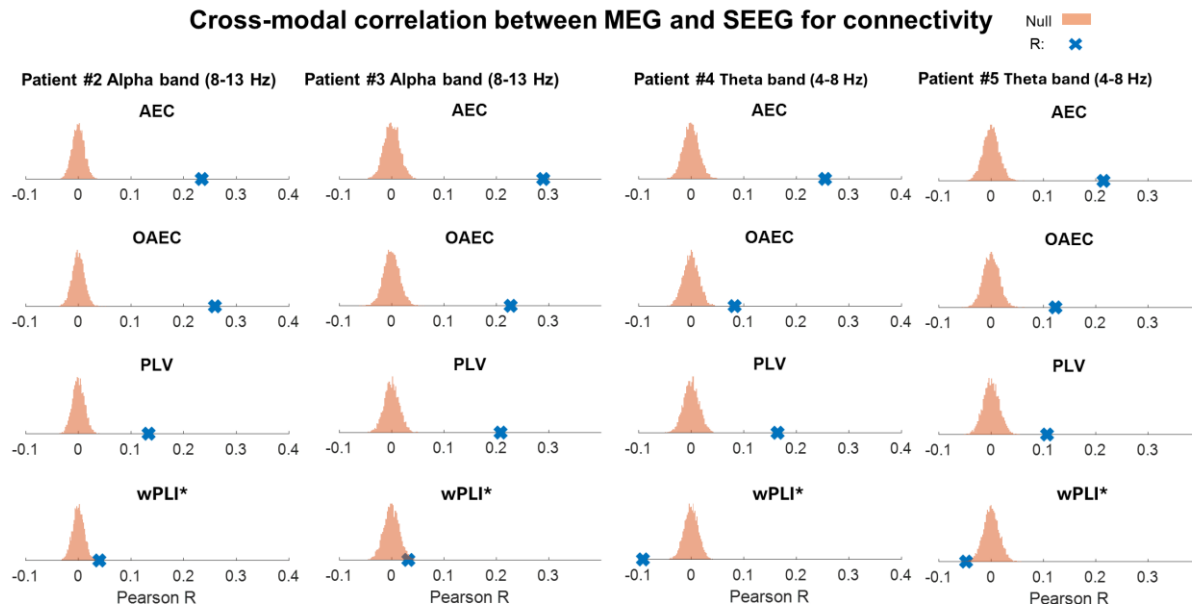 Cross-modal correlation between MEG and SEEG for connectivity
Null
R:
Patient #2 Alpha band (8-13 Hz) Patient #3 Alpha band (8-13 Hz) Patient #4 Theta band (4-8 Hz) Patient #5 Theta band (4-8 Hz)
AEC AEC AEC AEC
-0.1 0 0.1 0.2 0.3 0.4 -0.1 0 0.1 0.2 0.3 -0.1 0 0.1 0.2 0.3 0.4 -0.1 0 0.1 0.2 0.3
OAEC OAEC OAEC OAEC
-0.1 0 0.1 0.2 0.3 0.4 -0.1 0 0.1 0.2 0.3 -0.1 0 0.1 0.2 0.3 0.4 -0.1 0 0.1 0.2 0.3
PLV PLV PLV PLV
-0.1 0 0.1 0.2 0.3 0.4 -0.1 0 0.1 0.2 0.3 -0.1 0 0.1 0.2 0.3 0.4 -0.1 0 0.1 0.2 0.3
wPLI* wPLI* wPLI* wPLI*
-0.1 0 0.1 0.2 0.3 0.4 -0.1 0 0.1 0.2 0.3 -0.1 0 0.1 0.2 0.3 0.4 -0.1 0 0.1 0.2 0.3
Pearson R Pearson R Pearson R Pearson R